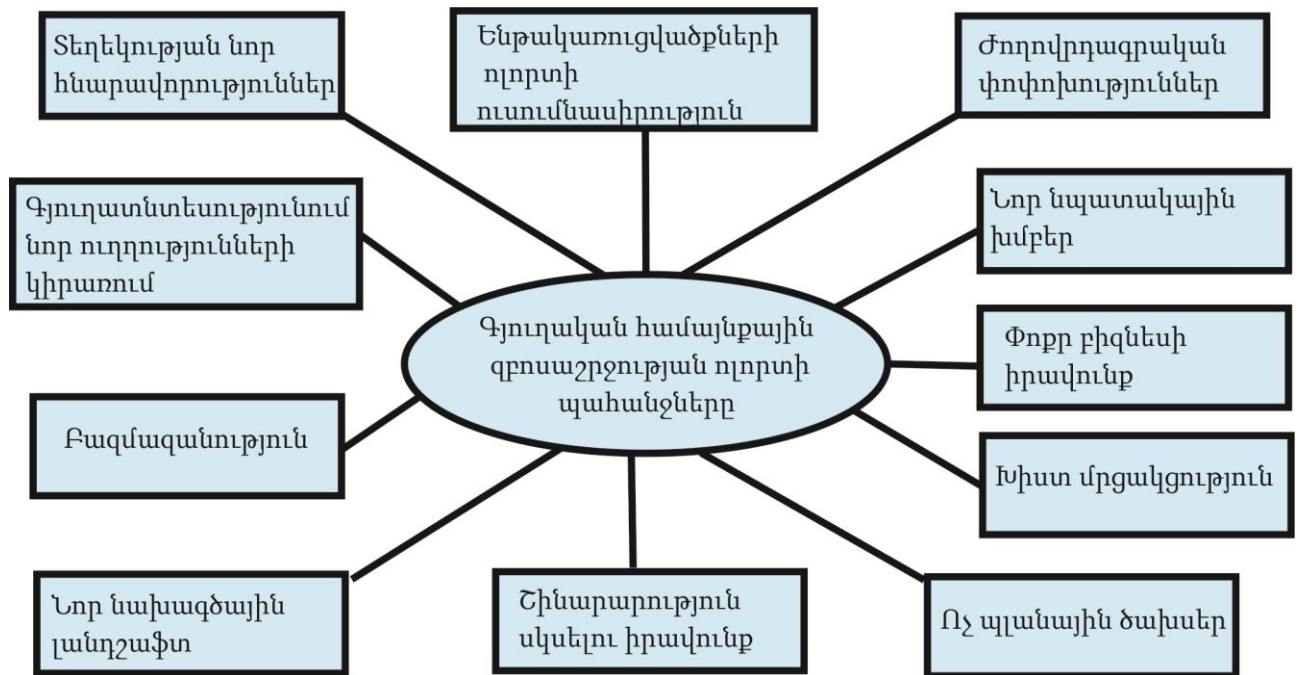 Տեղեկության նոր
հնարավորություններ
Ենթակառուցվածքների
ոլորտի
ուսումնասիրություն
Ժողովրդագրական
փոփոխություններ
Գյուղատնտեսությունում
նոր ուղղությունների
կիրառում
Նոր նպատակային
խմբեր
Գյուղական համայնքային
զբոսաշրջության ոլորտի
պահանջները
Փոքր բիզնեսի
իրավունք
Բազմազանություն
Խիստ մրցակցություն
Նոր նախագծային
լանդշաֆտ
Շինարարություն
սկսելու իրավունք
Ոչ պլանային ծախսեր